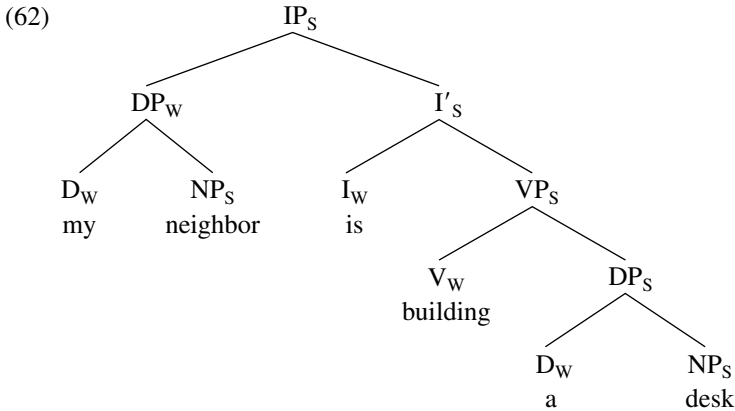 (62) IP_S
DP_W I′_S
D_W NP_S I_W VP_S
my neighbor is
V_W DP_S
building
D_W NP_S
a desk